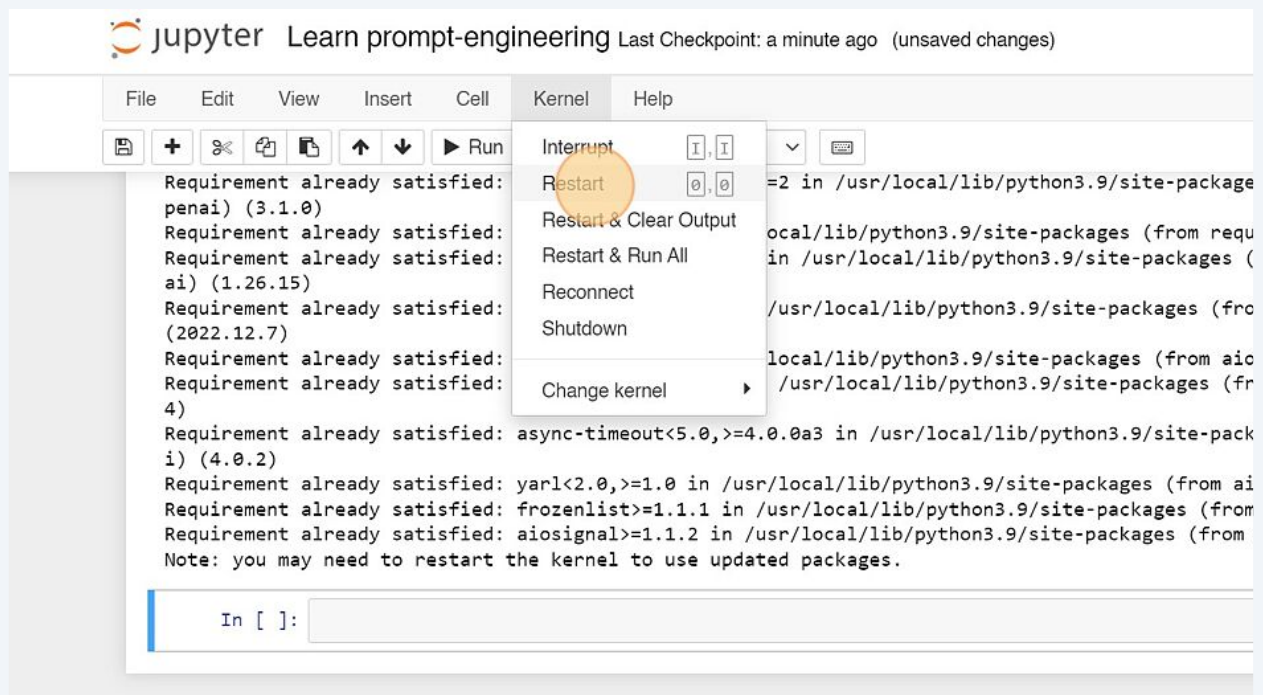 jupyter Learn prompt-engineering Last Checkpoint: a minute ago (unsaved changes)
File Edit View Insert Cell Kernel Help
Run
Interrupt I,I
Restart 0,0
Restart & Clear Output
Restart & Run All
Reconnect
Shutdown
Change kernel
Requirement already satisfied: =2 in /usr/local/lib/python3.9/site-package
penai) (3.1.0)
Requirement already satisfied: ocal/lib/python3.9/site-packages (from requ
Requirement already satisfied: in /usr/local/lib/python3.9/site-packages (
ai) (1.26.15)
Requirement already satisfied: /usr/local/lib/python3.9/site-packages (fro
(2022.12.7)
Requirement already satisfied: local/lib/python3.9/site-packages (from aio
Requirement already satisfied: /usr/local/lib/python3.9/site-packages (fr
4)
Requirement already satisfied: async-timeout<5.0,>=4.0.0a3 in /usr/local/lib/python3.9/site-pack
i) (4.0.2)
Requirement already satisfied: yarl<2.0,>=1.0 in /usr/local/lib/python3.9/site-packages (from ai
Requirement already satisfied: frozenlist>=1.1.1 in /usr/local/lib/python3.9/site-packages (from
Requirement already satisfied: aiosignal>=1.1.2 in /usr/local/lib/python3.9/site-packages (from
Note: you may need to restart the kernel to use updated packages.
In [ ]: